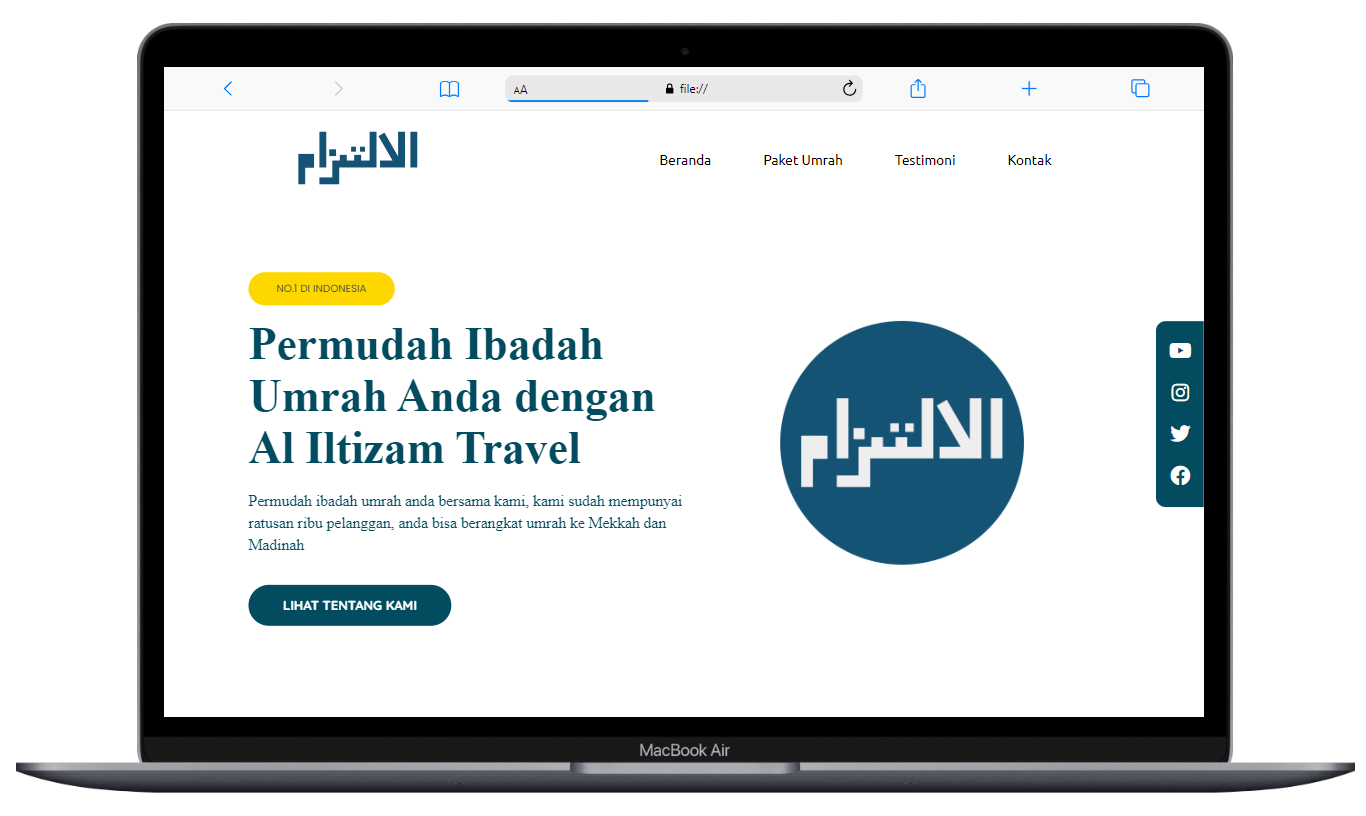 AA
file://
الالتزام
Beranda
Paket Umrah
Testimoni
Kontak
NO.1 DI INDONESIA
Permudah Ibadah
Umrah Anda dengan
Al Iltizam Travel
الالتزام
Permudah ibadah umrah anda bersama kami, kami sudah mempunyai
ratusan ribu pelanggan, anda bisa berangkat umrah ke Mekkah dan
Madinah
LIHAT TENTANG KAMI
MacBook Air